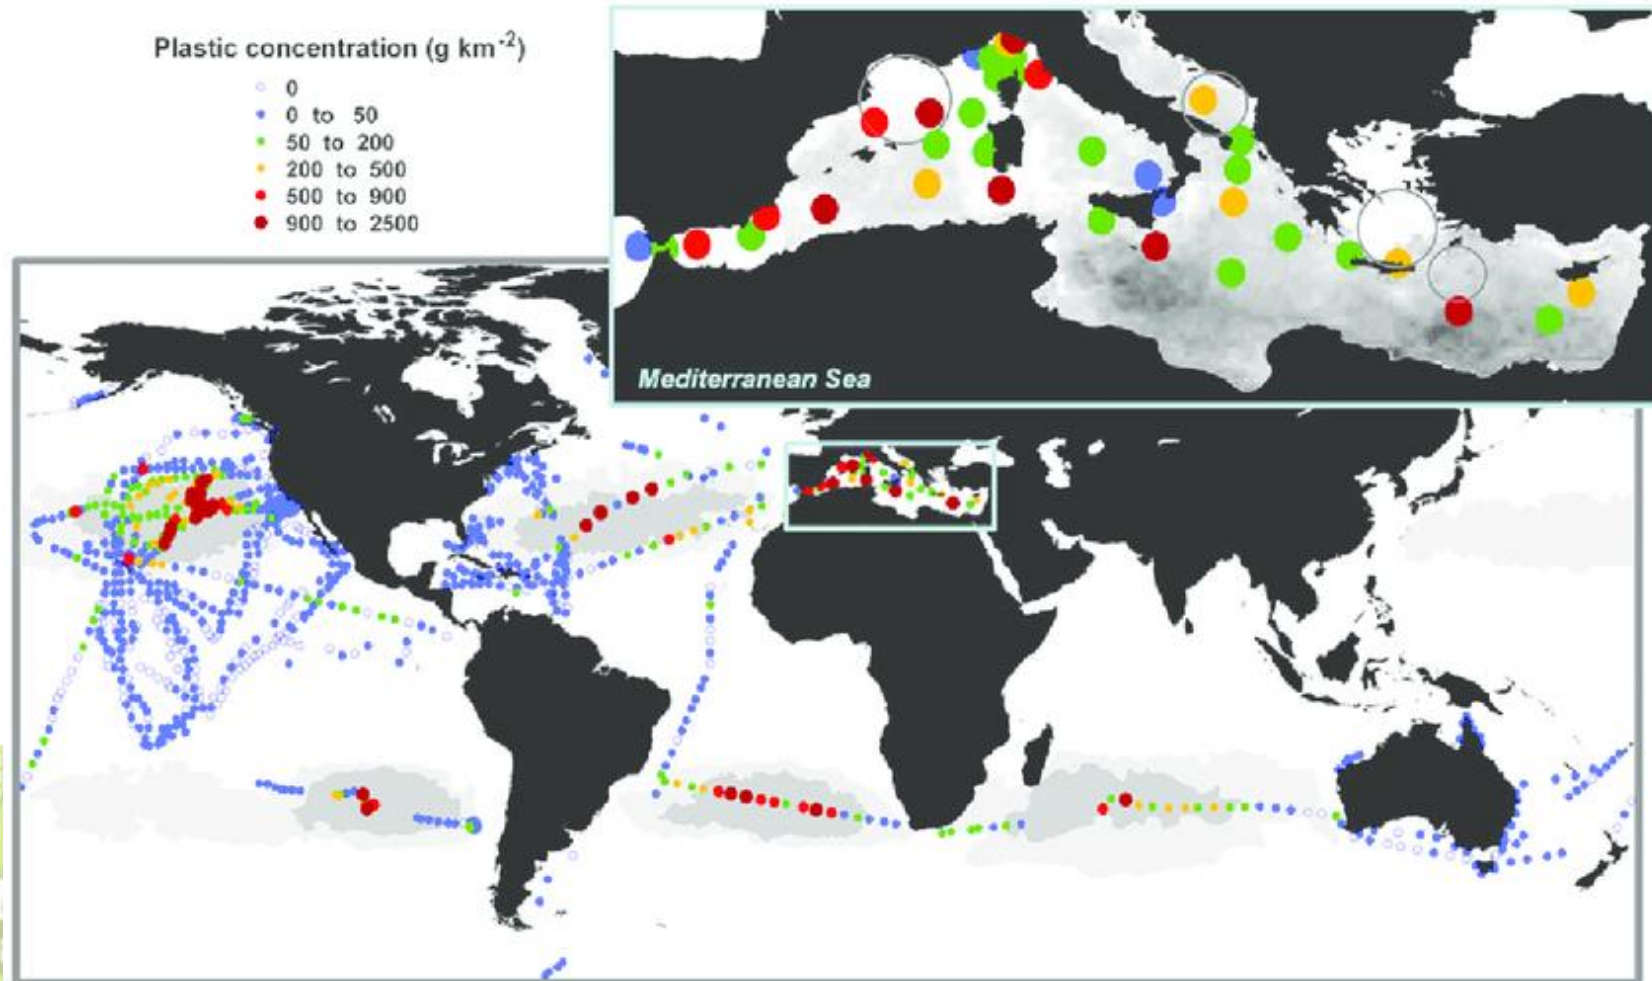 Plastic concentration (g km⁻²)
0
0 to 50
50 to 200
200 to 500
500 to 900
900 to 2500
Mediterranean Sea